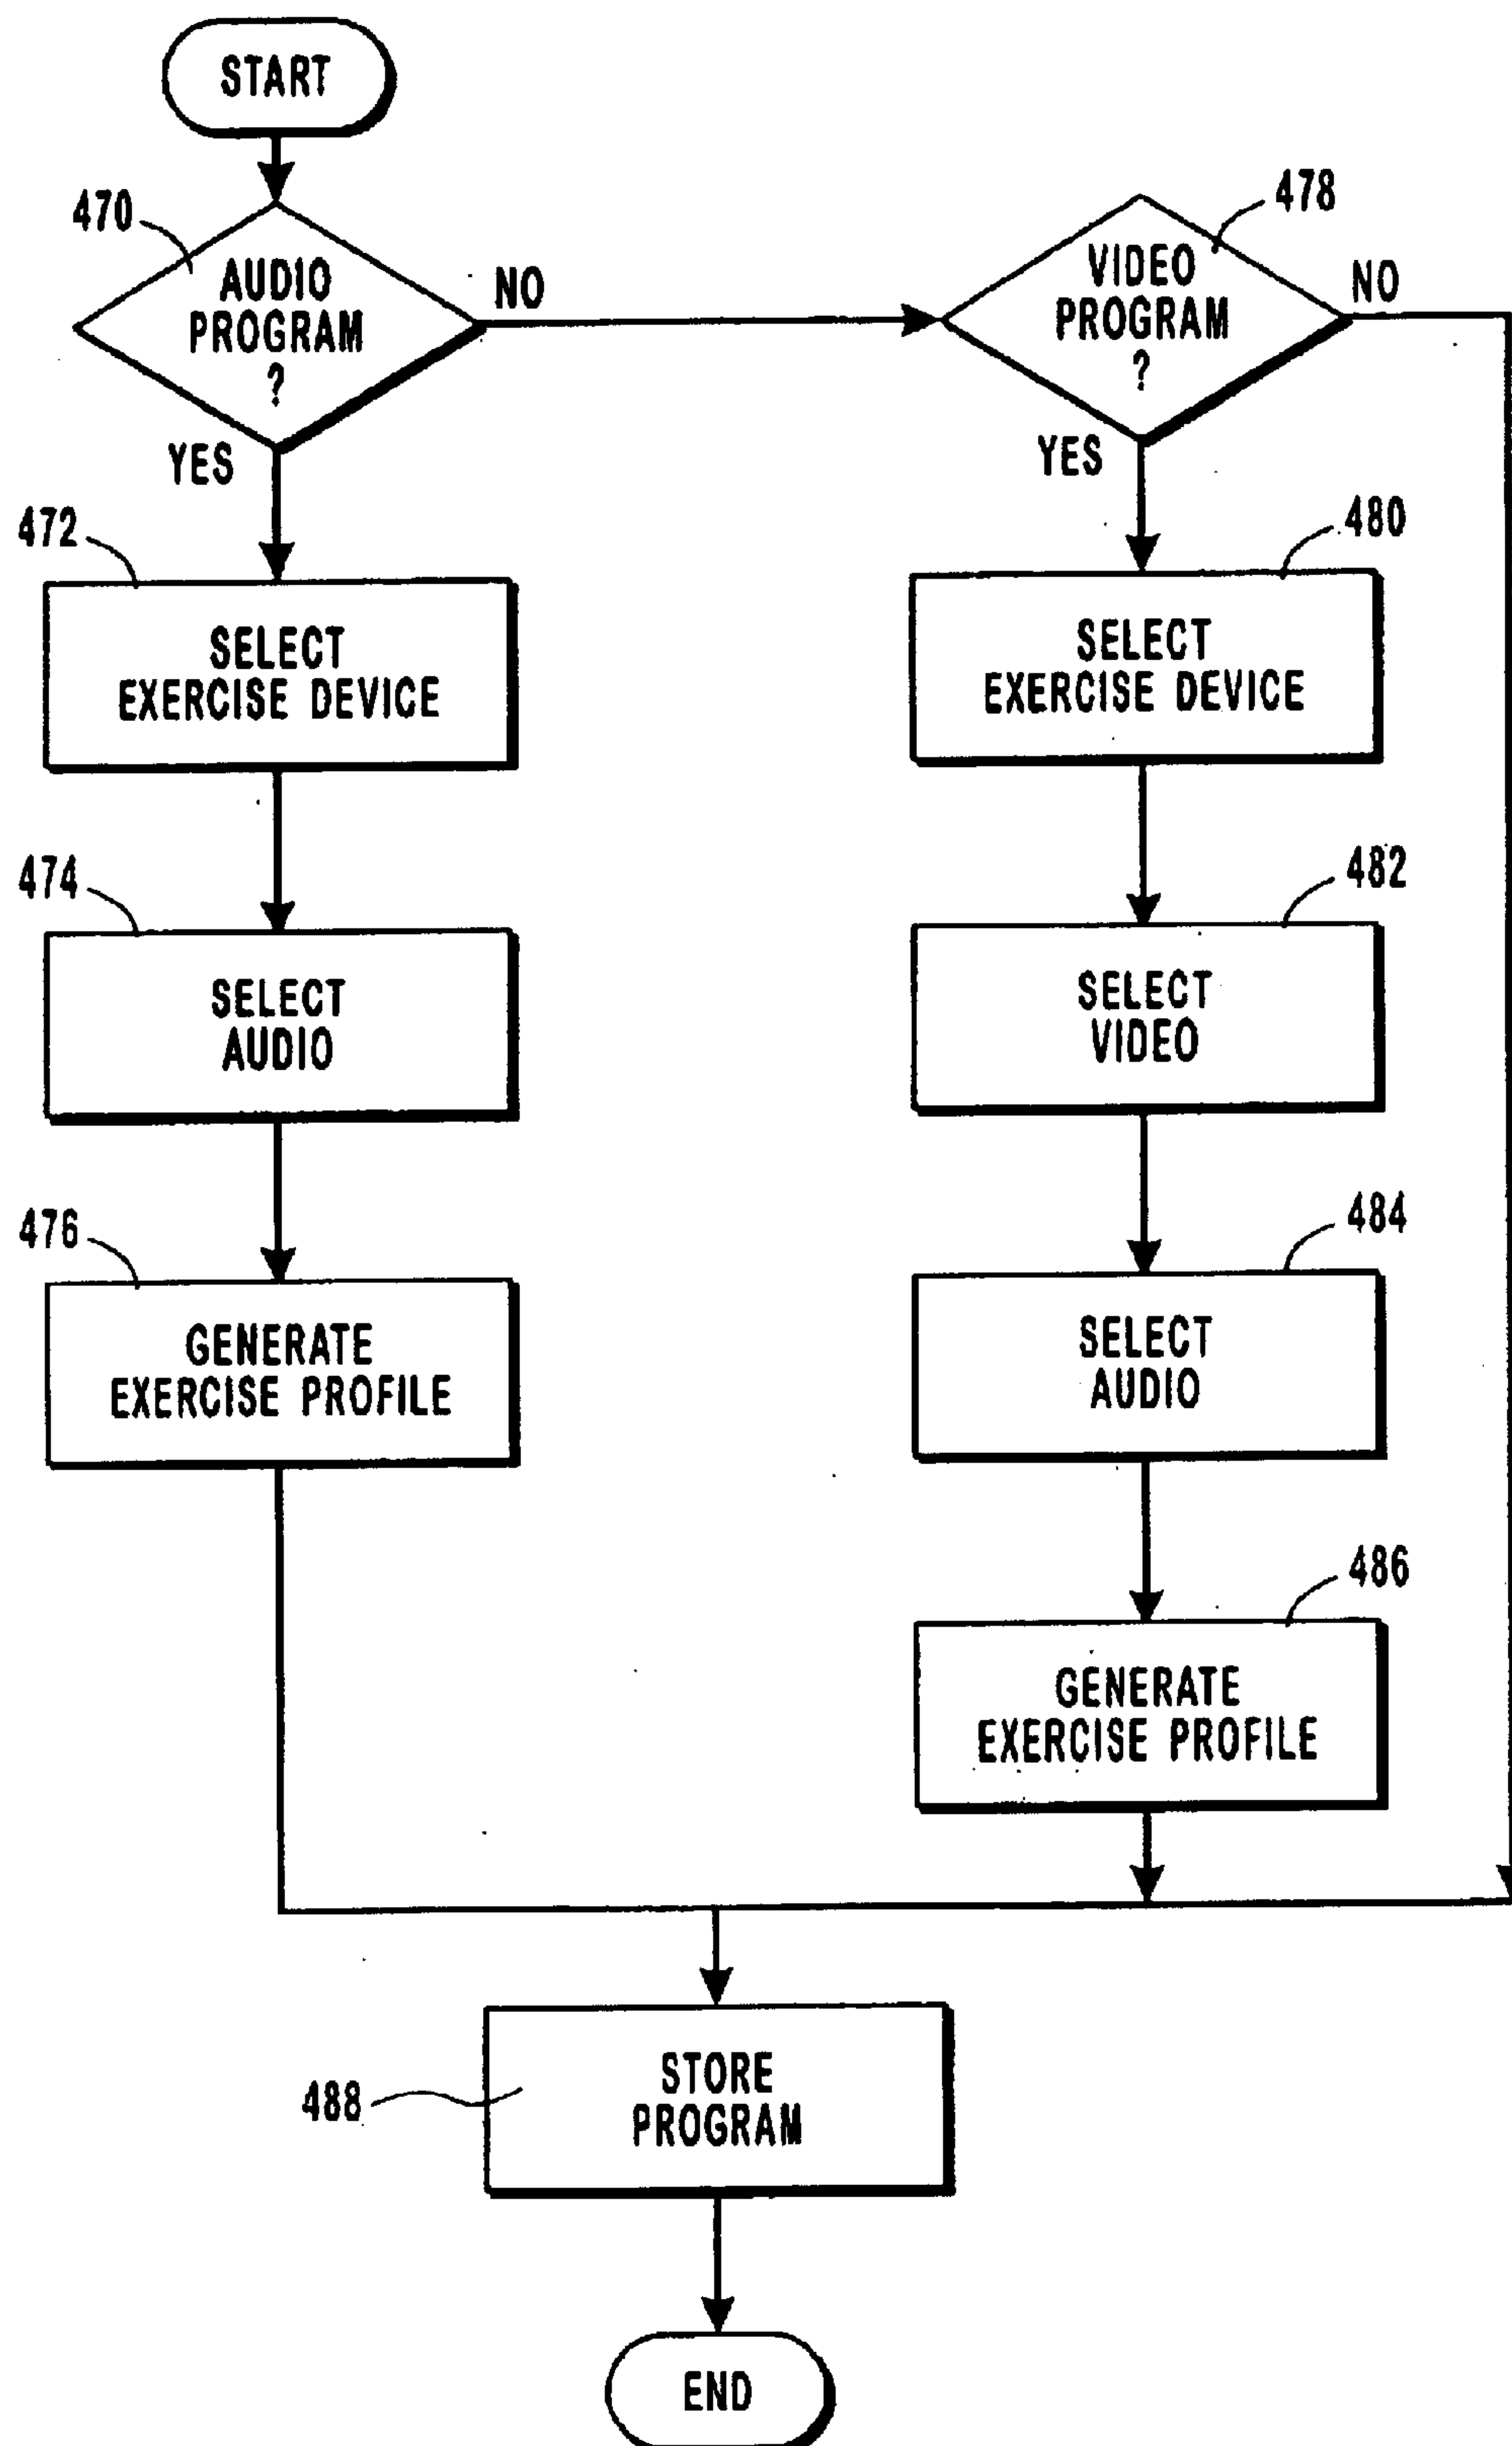 START
470
AUDIO
PROGRAM
?
NO
YES
478
VIDEO
PROGRAM
?
NO
YES
472
SELECT
EXERCISE DEVICE
480
SELECT
EXERCISE DEVICE
474
SELECT
AUDIO
482
SELECT
VIDEO
476
GENERATE
EXERCISE PROFILE
484
SELECT
AUDIO
486
GENERATE
EXERCISE PROFILE
488
STORE
PROGRAM
END